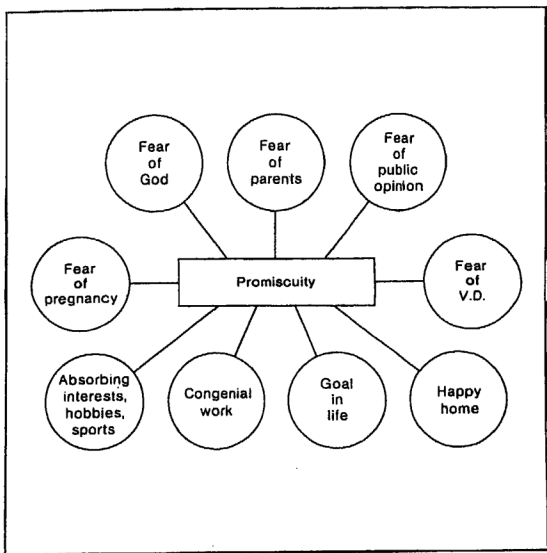 Fear
of
God
Fear
of
parents
Fear
of
public
opinion
Fear
of
pregnancy
Promiscuity
Fear
of
V.D.
Absorbing
interests,
hobbies,
sports
Congenial
work
Goal
in
life
Happy
home